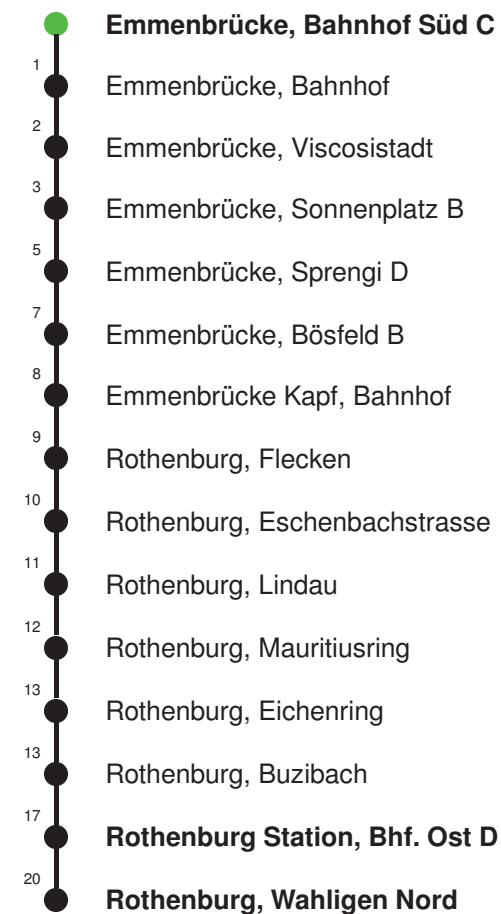 Emmenbrücke, Bahnhof Süd C
1 Emmenbrücke, Bahnhof
2 Emmenbrücke, Viscosistadt
3 Emmenbrücke, Sonnenplatz B
5 Emmenbrücke, Sprengi D
7 Emmenbrücke, Bösfeld B
8 Emmenbrücke Kapf, Bahnhof
9 Rothenburg, Flecken
10 Rothenburg, Eschenbachstrasse
11 Rothenburg, Lindau
12 Rothenburg, Mauritiusring
13 Rothenburg, Eichenring
13 Rothenburg, Buzibach
17 Rothenburg Station, Bhf. Ost D
20 Rothenburg, Wahligen Nord